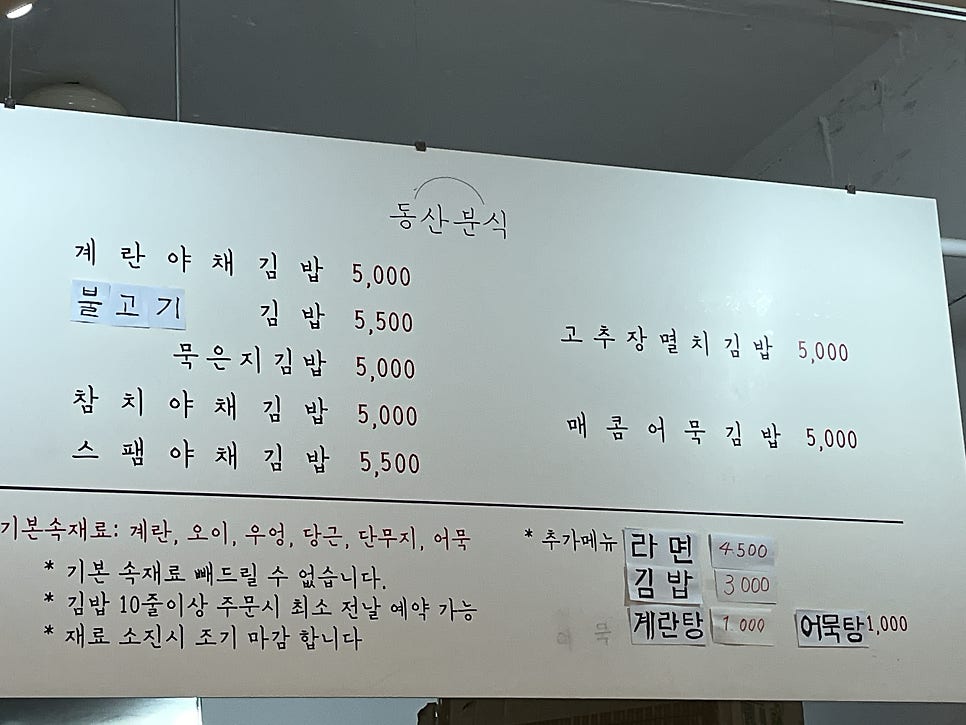 동산분식
계란야채김밥 5,000
불고기 김밥 5,500
묵은지김밥 5,000
참치야채김밥 5,000
스팸야채김밥 5,500
고추장멸치김밥 5,000
매콤어묵김밥 5,000
기본속재료: 계란, 오이, 우엉, 당근, 단무지, 어묵
* 기본 속재료 빼드릴 수 없습니다.
* 김밥 10줄이상 주문시 최소 전날 예약 가능
* 재료 소진시 조기 마감 합니다
* 추가메뉴 라면 4500
김밥 3000
어묵 계란탕 1.000 어묵탕 1,000